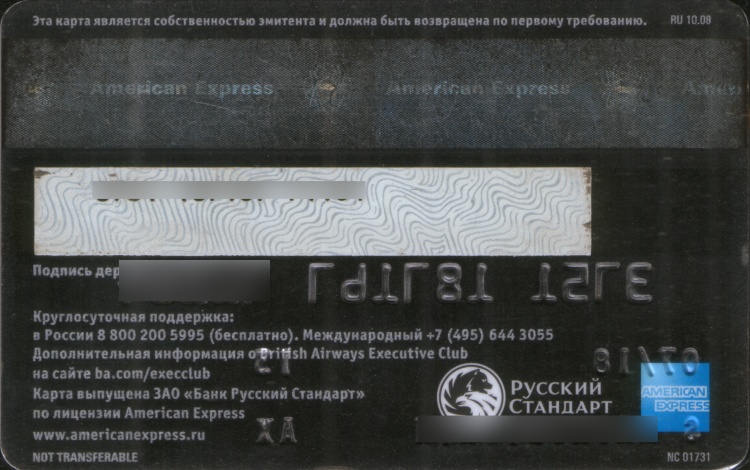 Эта карта является собственностью эмитента и должна быть возвращена по первому требованию.
RU 10.09
American Express
American Express
Подпись
Круглосуточная поддержка:
в России 8 800 200 5995 (бесплатно). Международный +7 (495) 644 3055
Дополнительная информация о British Airways Executive Club
на сайте ba.com/execclub
Карта выпущена ЗАО «Банк Русский Стандарт»
по лицензии American Express
www.americanexpress.ru
NOT TRANSFERABLE
РУССКИЙ
СТАНДАРТ
AMERICAN
EXPRESS
NC 01731